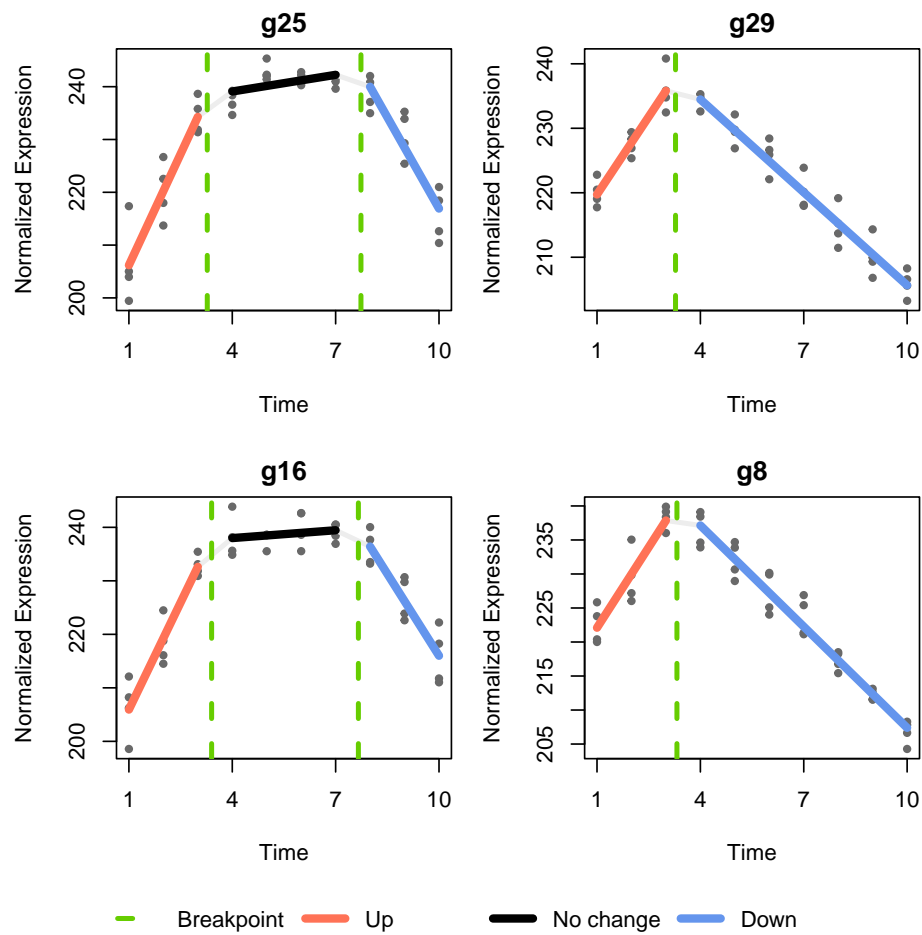 g25
Normalized Expression
200
220
240
1 4 7 10
Time
g29
Normalized Expression
210
220
230
240
1 4 7 10
Time
g16
Normalized Expression
200
220
240
1 4 7 10
Time
g8
Normalized Expression
205
215
225
235
1 4 7 10
Time
Breakpoint Up No change Down